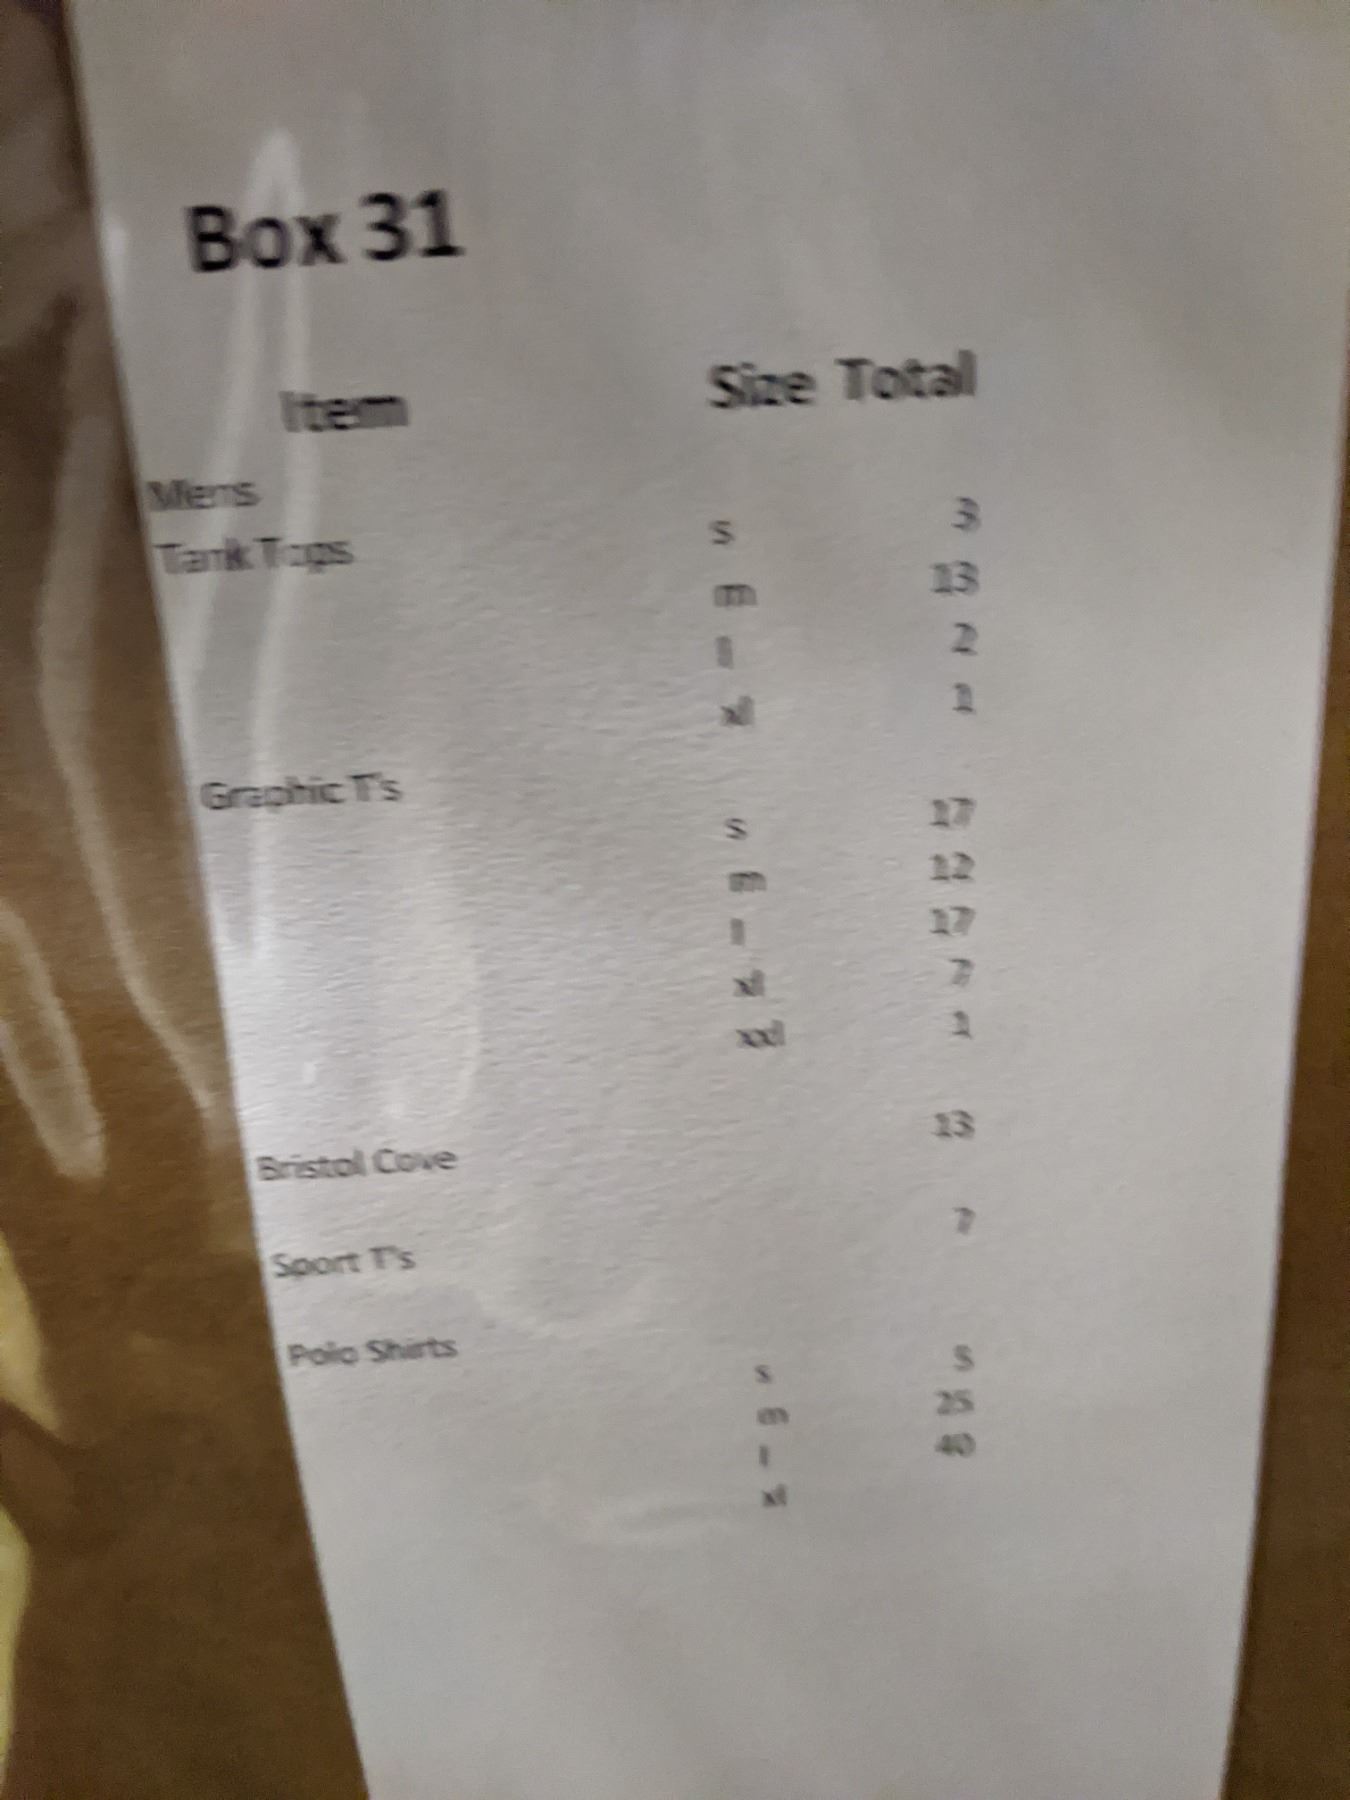 Box 31
Item Size Total
Mens
Tank Tops s 3
m 13
l 2
xl 1
Graphic T's
s 17
m 12
l 17
xl 7
xxl 1
Bristol Cove 13
Sport T's 7
Polo Shirts
s 5
m 25
l 40
xl